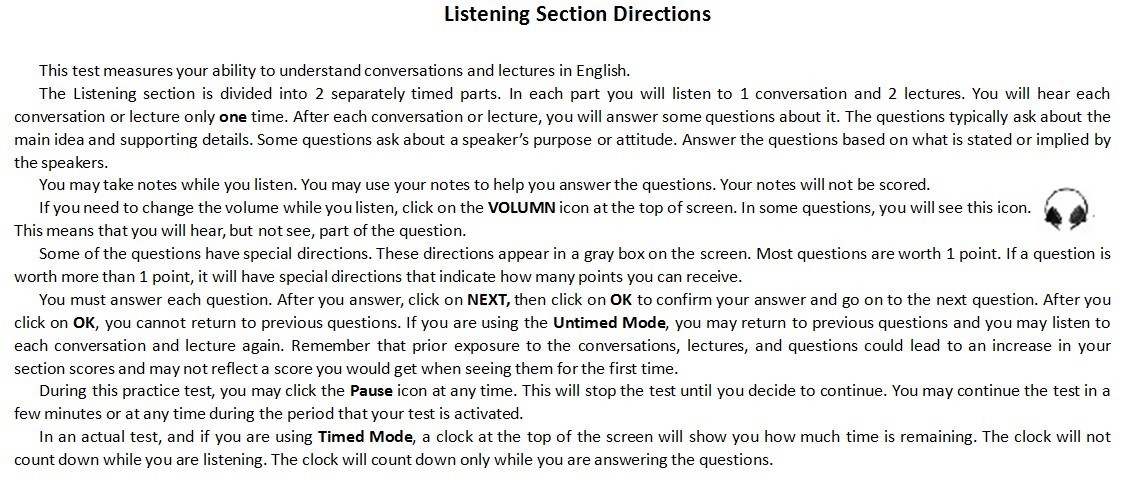 Listening Section Directions
This test measures your ability to understand conversations and lectures in English.
The Listening section is divided into 2 separately timed parts. In each part you will listen to 1 conversation and 2 lectures. You will hear each
conversation or lecture only one time. After each conversation or lecture, you will answer some questions about it. The questions typically ask about the
main idea and supporting details. Some questions ask about a speaker's purpose or attitude. Answer the questions based on what is stated or implied by
the speakers.
You may take notes while you listen. You may use your notes to help you answer the questions. Your notes will not be scored.
If you need to change the volume while you listen, click on the VOLUMN icon at the top of screen. In some questions, you will see this icon.
This means that you will hear, but not see, part of the question.
Some of the questions have special directions. These directions appear in a gray box on the screen. Most questions are worth 1 point. If a question is
worth more than 1 point, it will have special directions that indicate how many points you can receive.
You must answer each question. After you answer, click on NEXT, then click on OK to confirm your answer and go on to the next question. After you
click on OK, you cannot return to previous questions. If you are using the Untimed Mode, you may return to previous questions and you may listen to
each conversation and lecture again. Remember that prior exposure to the conversations, lectures, and questions could lead to an increase in your
section scores and may not reflect a score you would get when seeing them for the first time.
During this practice test, you may click the Pause icon at any time. This will stop the test until you decide to continue. You may continue the test in a
few minutes or at any time during the period that your test is activated.
In an actual test, and if you are using Timed Mode, a clock at the top of the screen will show you how much time is remaining. The clock will not
count down while you are listening. The clock will count down only while you are answering the questions.